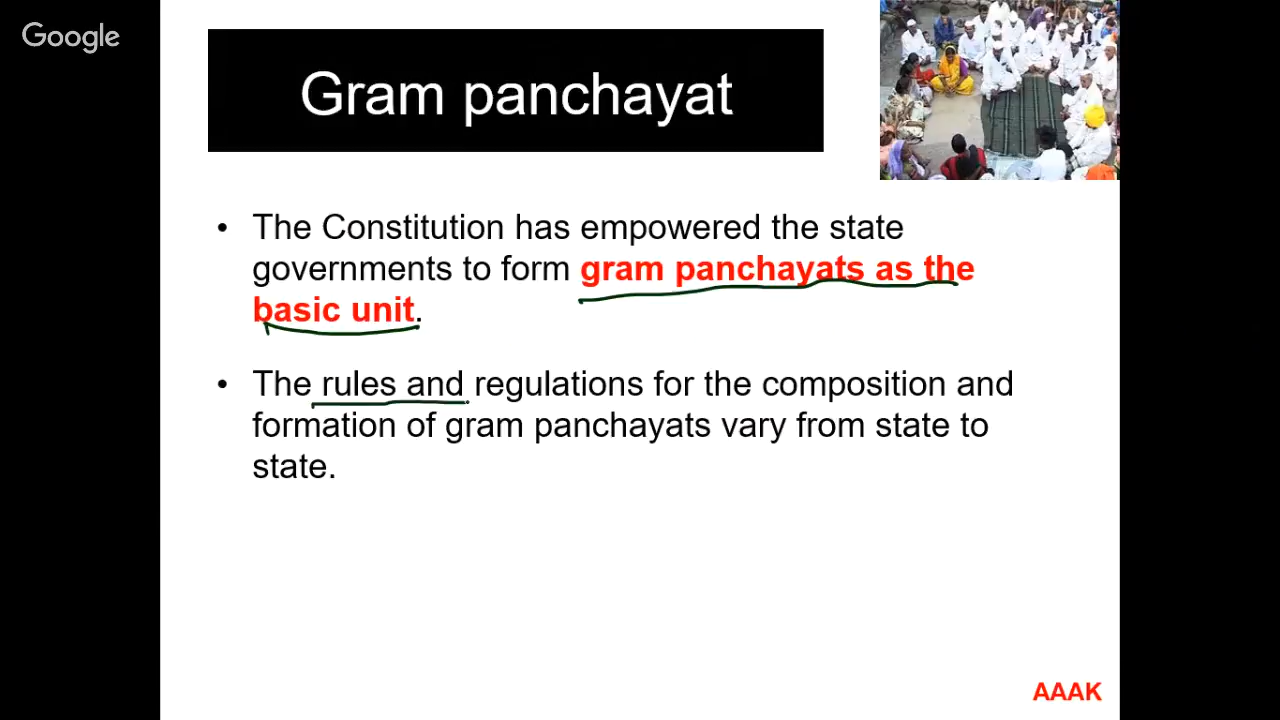 Google
Gram panchayat
• The Constitution has empowered the state
governments to form gram panchayats as the
basic unit.
• The rules and regulations for the composition and
formation of gram panchayats vary from state to
state.
AAAK